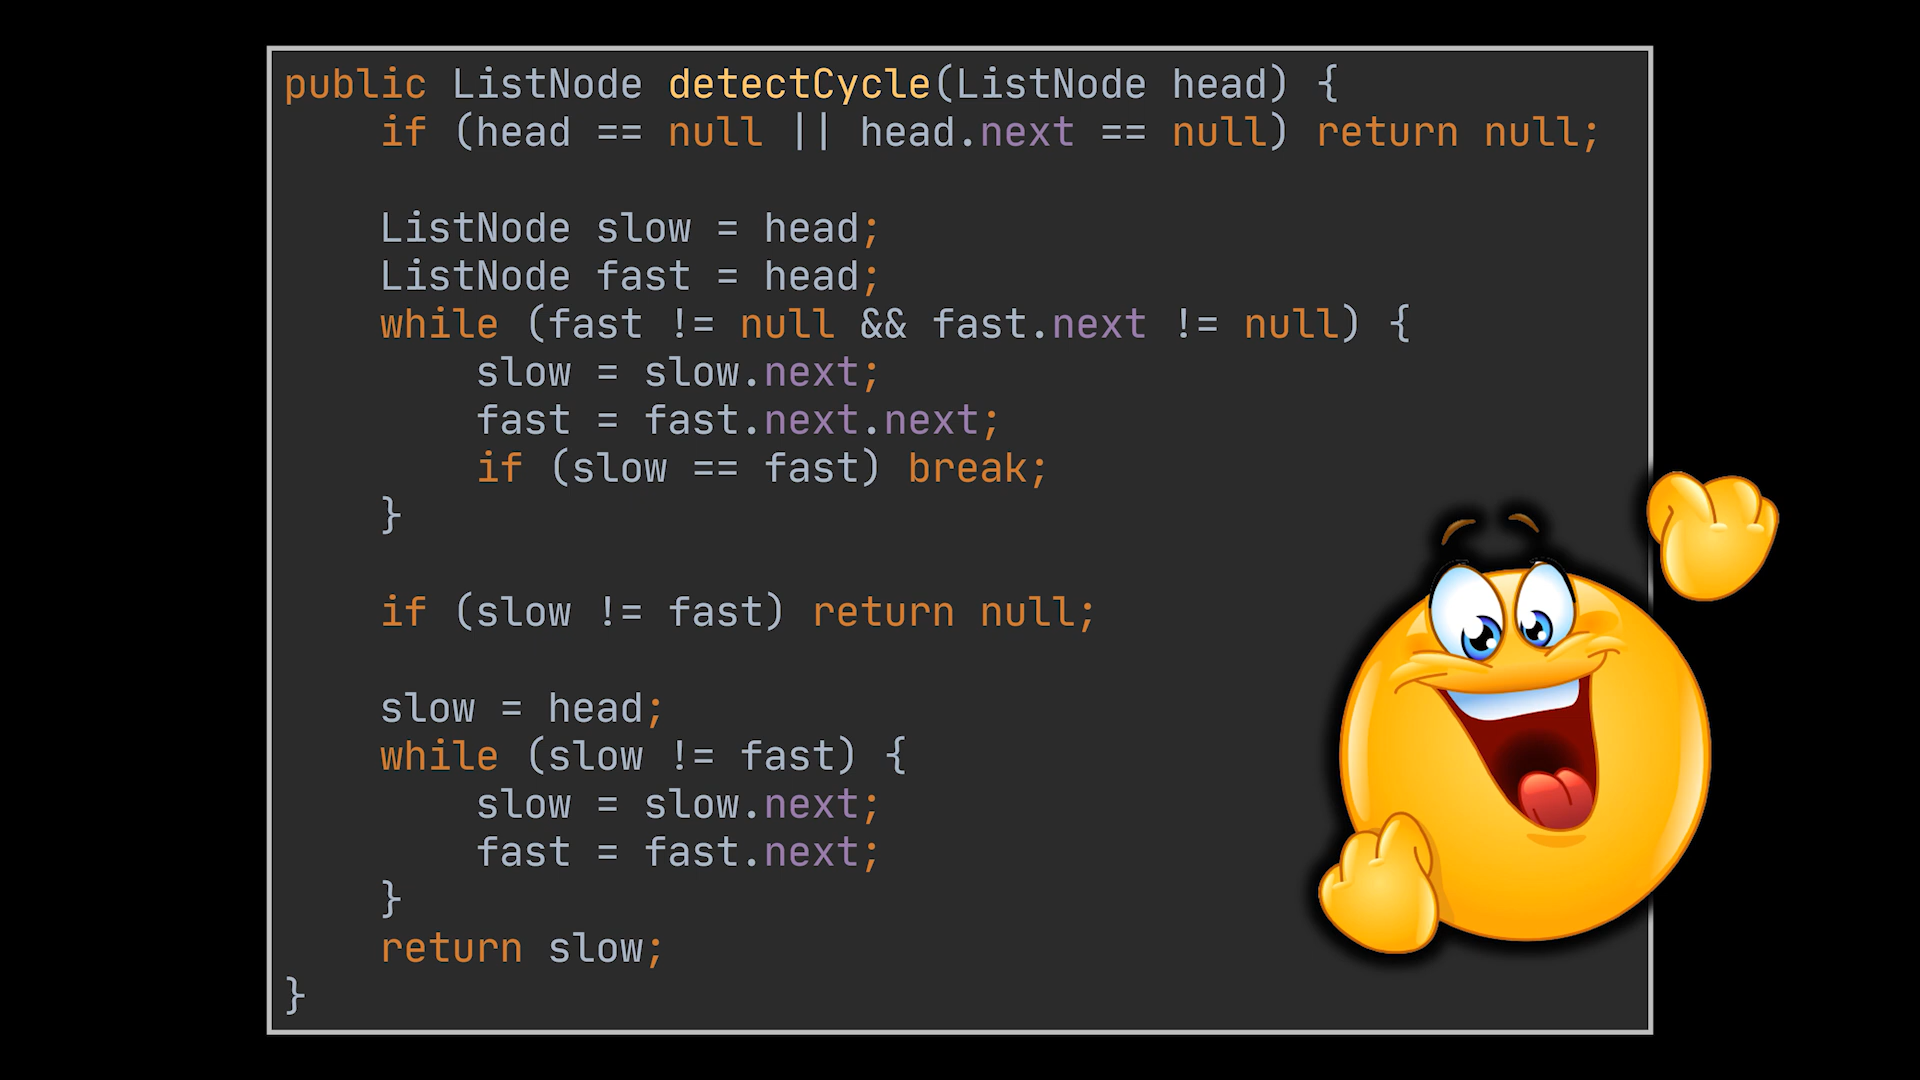 public ListNode detectCycle(ListNode head) {
    if (head == null || head.next == null) return null;

    ListNode slow = head;
    ListNode fast = head;
    while (fast != null && fast.next != null) {
        slow = slow.next;
        fast = fast.next.next;
        if (slow == fast) break;
    }

    if (slow != fast) return null;

    slow = head;
    while (slow != fast) {
        slow = slow.next;
        fast = fast.next;
    }
    return slow;
}